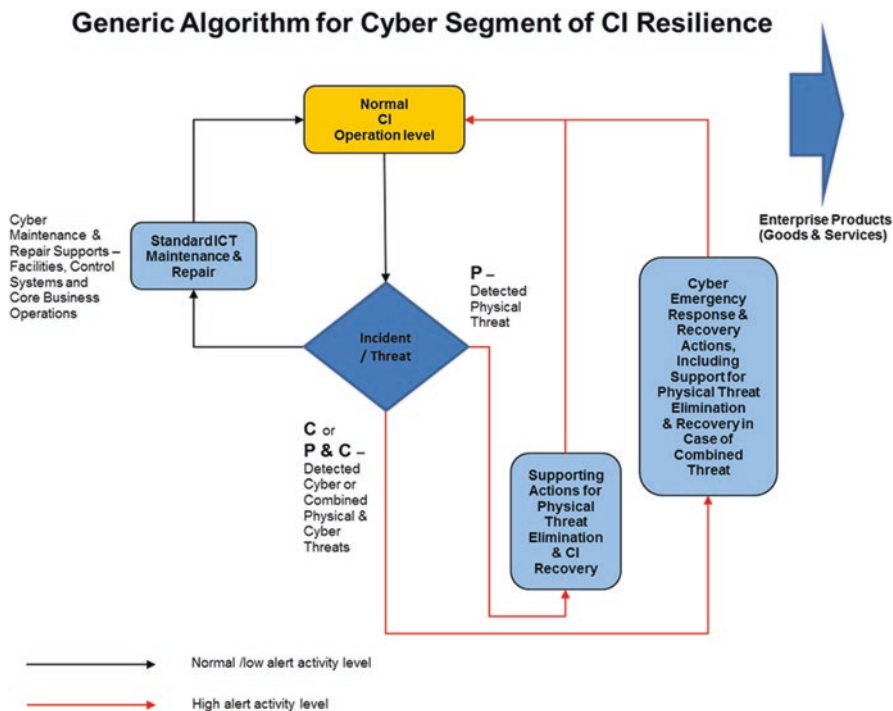 Generic Algorithm for Cyber Segment of CI Resilience
Normal
CI
Operation level
Enterprise Products
(Goods & Services)
Cyber
Maintenance &
Repair Supports –
Facilities, Control
Systems and
Core Business
Operations
Standard ICT
Maintenance &
Repair
P –
Detected
Physical
Threat
Incident
/ Threat
C or
P & C –
Detected
Cyber or
Combined
Physical &
Cyber
Threats
Supporting
Actions for
Physical
Threat
Elimination
& CI
Recovery
Cyber
Emergency
Response &
Recovery
Actions,
Including
Support for
Physical Threat
Elimination
& Recovery in
Case of
Combined
Threat
Normal /low alert activity level
High alert activity level